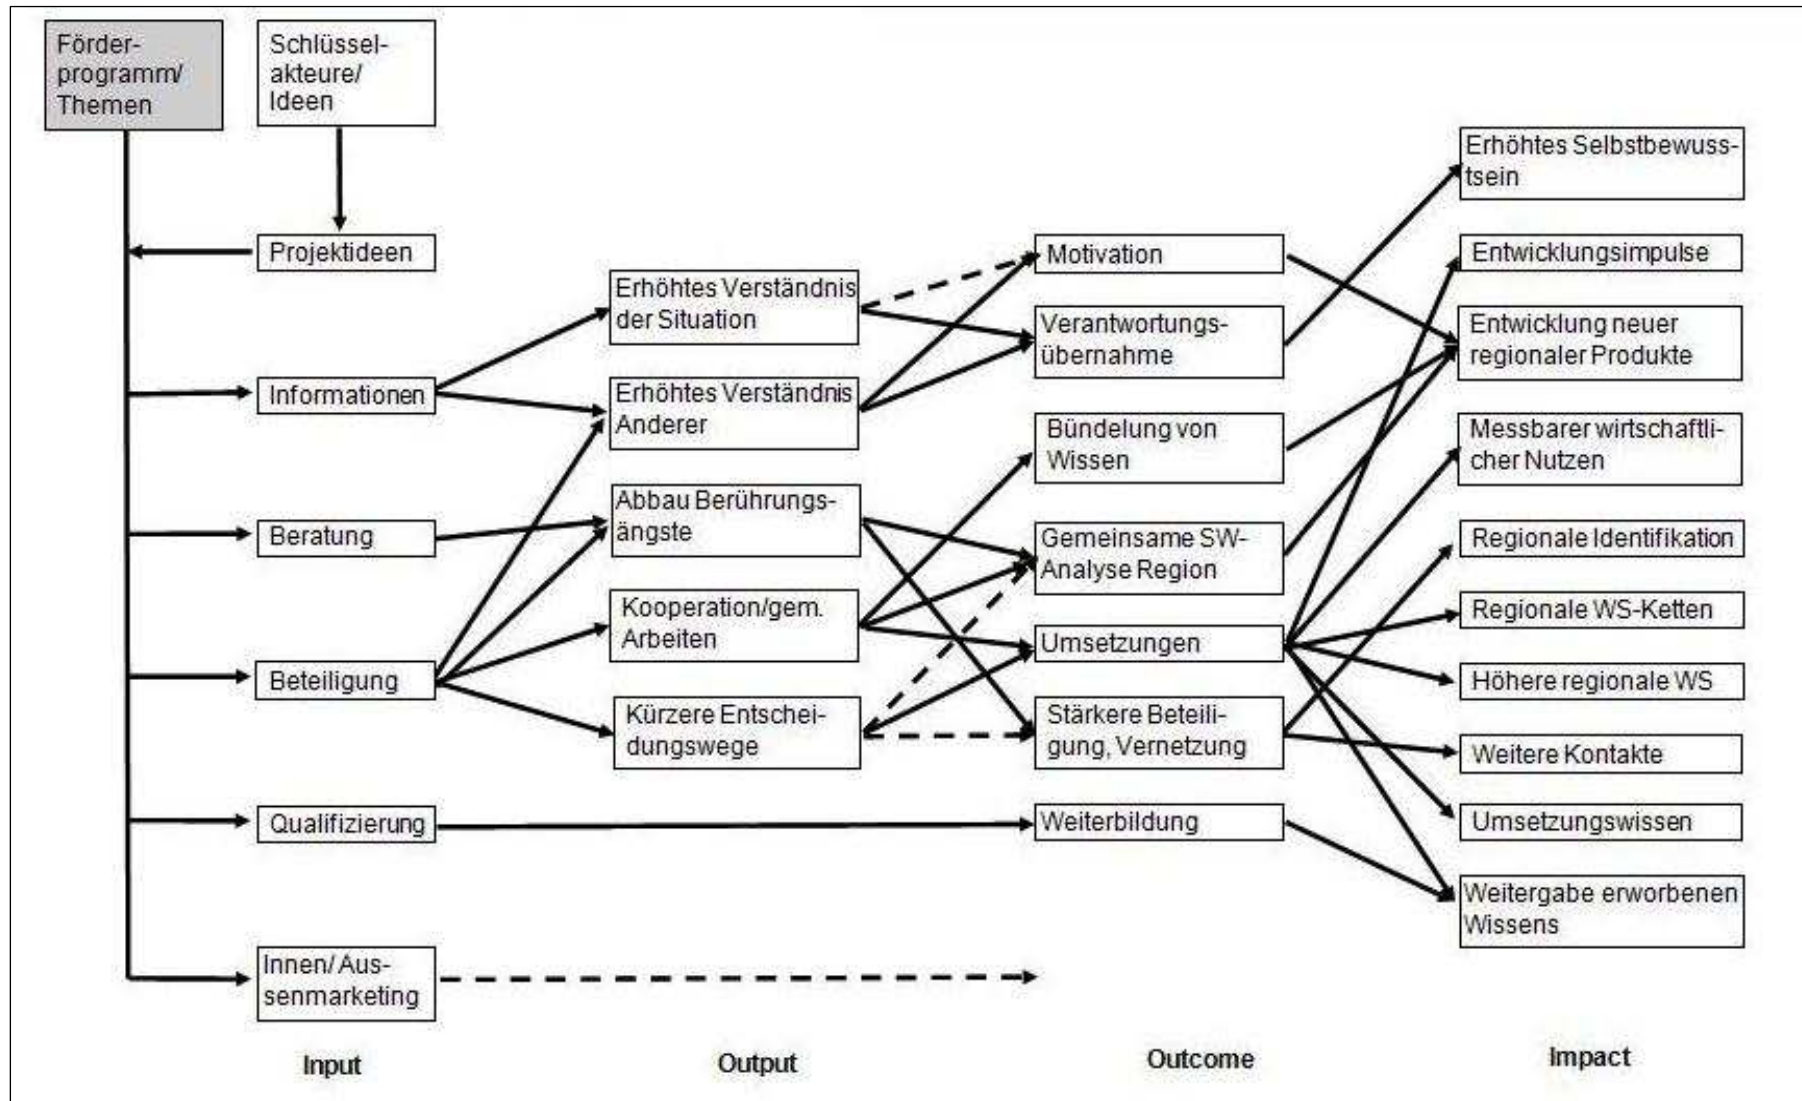 Förder-
programm/
Themen
Schlüssel-
akteure/
Ideen
Projektideen
Informationen
Beratung
Beteiligung
Qualifizierung
Innen/ Aus-
senmarketing
Input
Erhöhtes Verständnis
der Situation
Erhöhtes Verständnis
Anderer
Abbau Berührungs-
ängste
Kooperation/gem.
Arbeiten
Kürzere Entschei-
dungswege
Output
Motivation
Verantwortungs-
übernahme
Bündelung von
Wissen
Gemeinsame SW-
Analyse Region
Umsetzungen
Stärkere Beteili-
gung, Vernetzung
Weiterbildung
Outcome
Erhöhtes Selbstbewuss-
tsein
Entwicklungsimpulse
Entwicklung neuer
regionaler Produkte
Messbarer wirtschaftli-
cher Nutzen
Regionale Identifikation
Regionale WS-Ketten
Höhere regionale WS
Weitere Kontakte
Umsetzungswissen
Weitergabe erworbenen
Wissens
Impact